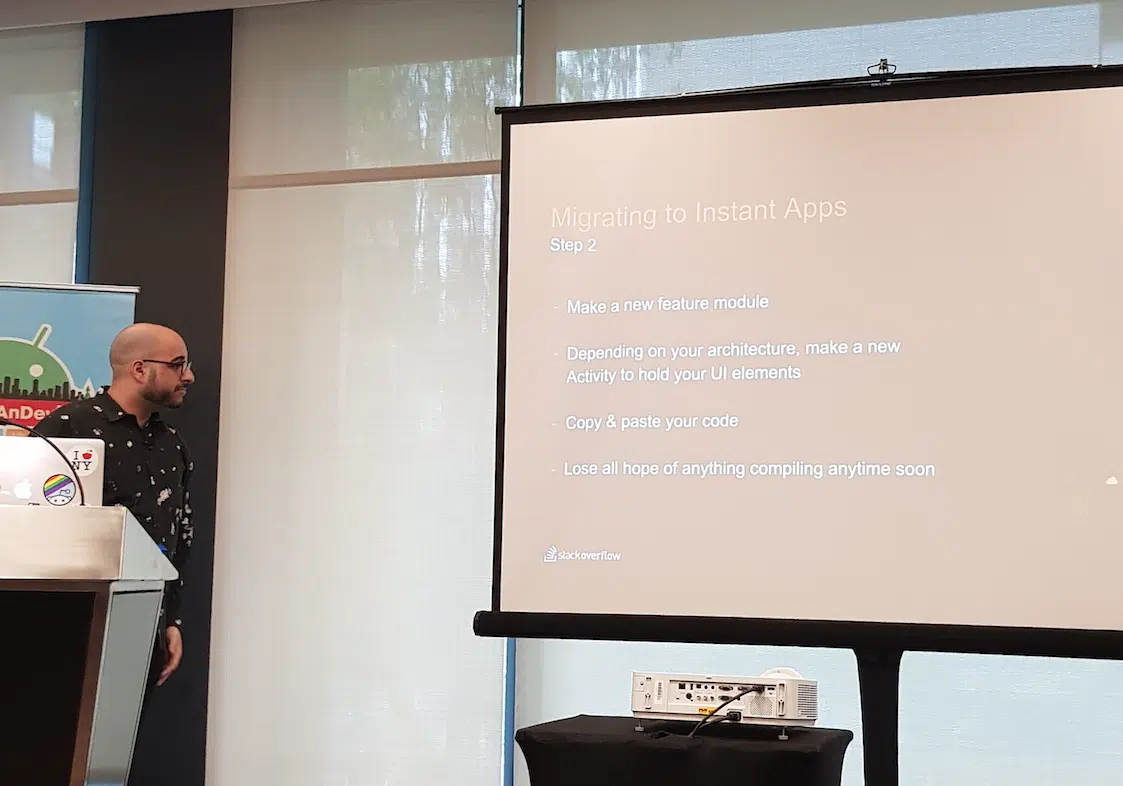 Migrating to Instant Apps
Step 2
- Make a new feature module
- Depending on your architecture, make a new
Activity to hold your UI elements
- Copy & paste your code
- Lose all hope of anything compiling anytime soon
stackoverflow
AnDev
I
NY